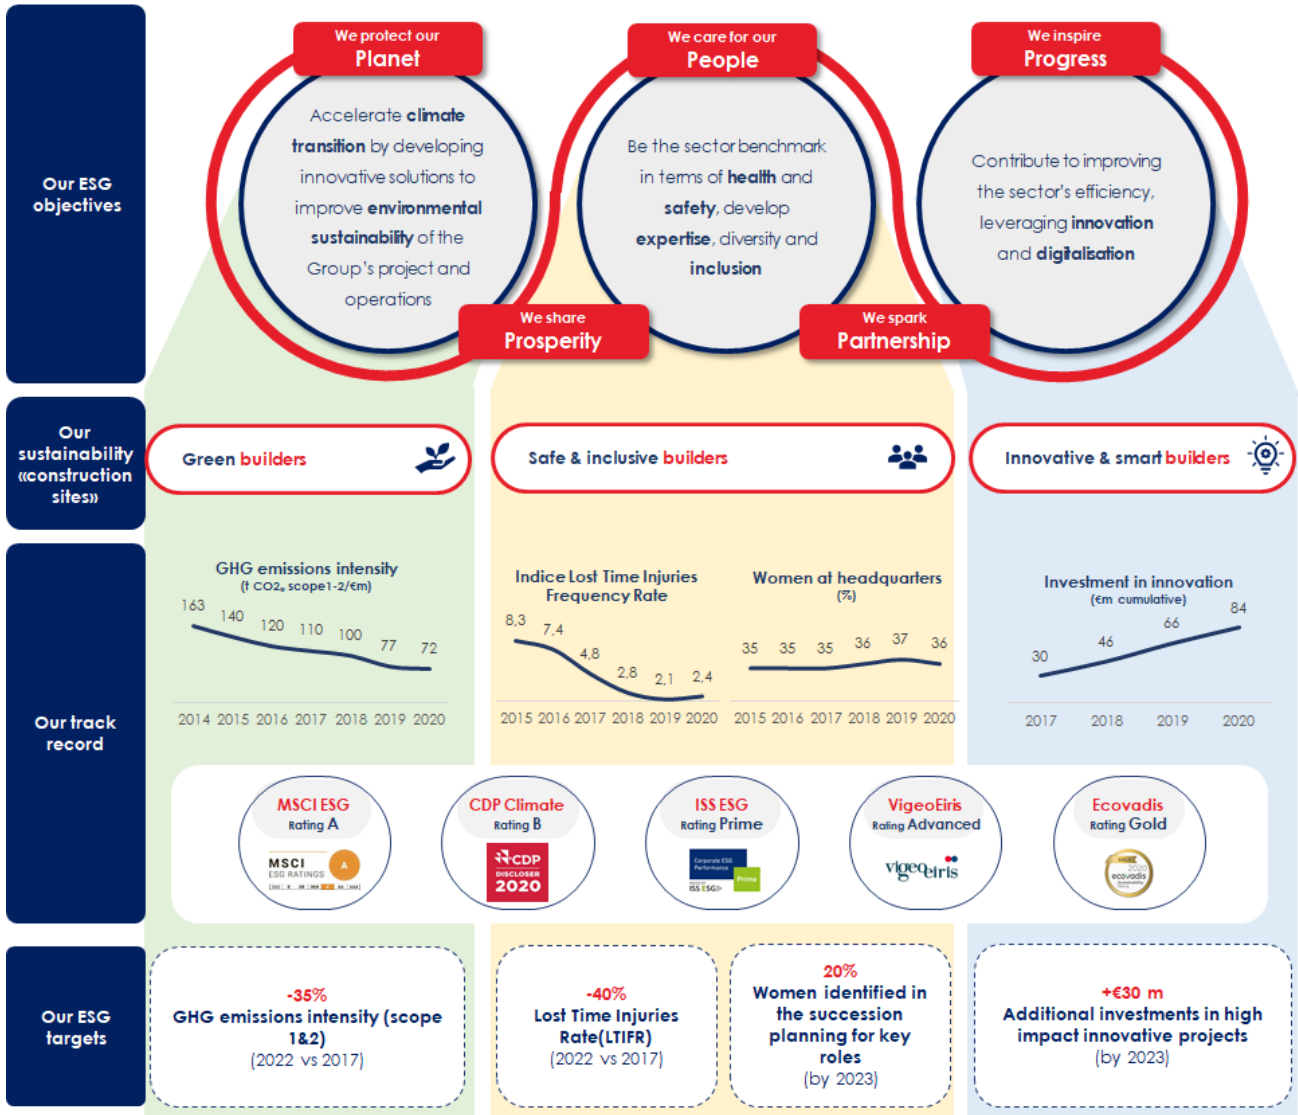 Our ESG
objectives
We protect our
Planet
We care for our
People
We inspire
Progress
Accelerate climate
transition by developing
innovative solutions to
improve environmental
sustainability of the
Group's project and
operations
Be the sector benchmark
in terms of health and
safety, develop
expertise, diversity and
inclusion
Contribute to improving
the sector's efficiency,
leveraging innovation
and digitalisation
We share
Prosperity
We spark
Partnership
Our
sustainability
«construction
sites»
Green builders
Safe & inclusive builders
Innovative & smart builders
Our track
record
GHG emissions intensity
(t CO2e scope1-2/€m)
163
140
120
110
100
77
72
2014 2015 2016 2017 2018 2019 2020
Indice Lost Time Injuries
Frequency Rate
8,3
7,4
4,8
2,8
2,1
2,4
2015 2016 2017 2018 2019 2020
Women at headquarters
(%)
35 35 35 36 37 36
2015 2016 2017 2018 2019 2020
Investment in innovation
(€m cumulative)
30
46
66
84
2017 2018 2019 2020
MSCI ESG
Rating A
MSCI
ESG RATINGS
A
CDP Climate
Rating B
CDP
DISCLOSER
2020
ISS ESG
Rating Prime
Corporate ESG
Performance
Prime
ISS ESG
VigeoEiris
Rating Advanced
vigeoeiris
Ecovadis
Rating Gold
2020
ecovadis
Our ESG
targets
-35%
GHG emissions intensity (scope
1&2)
(2022 vs 2017)
-40%
Lost Time Injuries
Rate(LTIFR)
(2022 vs 2017)
20%
Women identified in
the succession
planning for key
roles
(by 2023)
+€30 m
Additional investments in high
impact innovative projects
(by 2023)